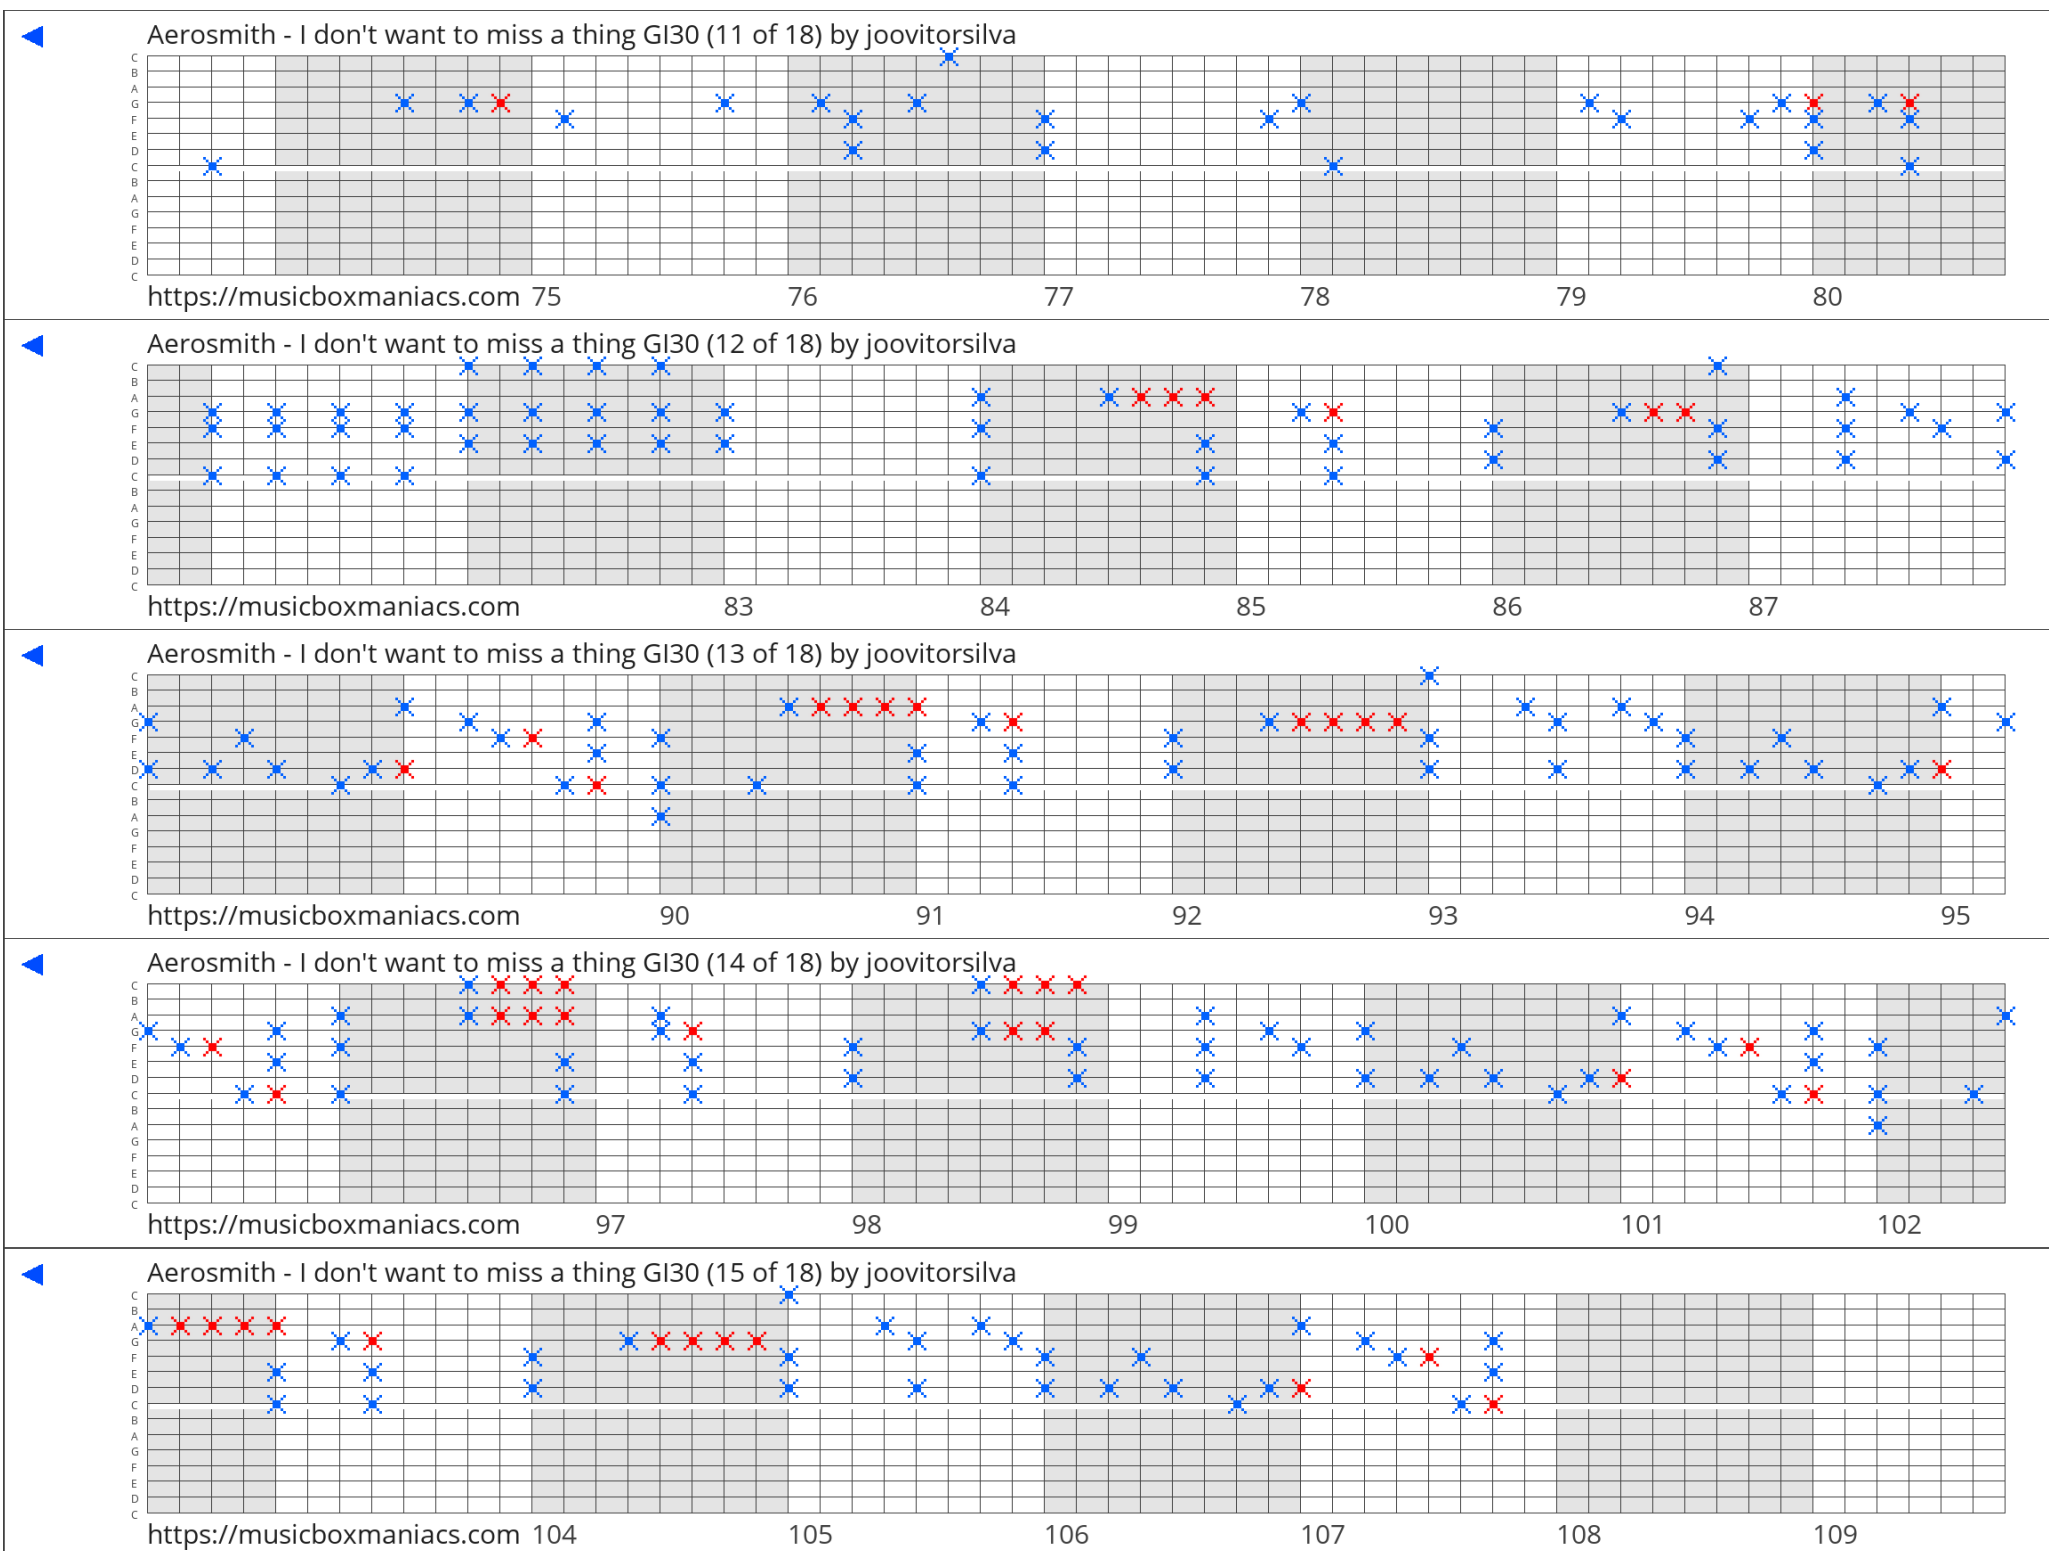 Aerosmith - I don't want to miss a thing GI30 (11 of 18) by joovitorsilva
C
B
A
G
F
E
D
C
B
A
G
F
E
D
C
https://musicboxmaniacs.com 75 76 77 78 79 80
Aerosmith - I don't want to miss a thing GI30 (12 of 18) by joovitorsilva
C
B
A
G
F
E
D
C
B
A
G
F
E
D
C
https://musicboxmaniacs.com 83 84 85 86 87
Aerosmith - I don't want to miss a thing GI30 (13 of 18) by joovitorsilva
C
B
A
G
F
E
D
C
B
A
G
F
E
D
C
https://musicboxmaniacs.com 90 91 92 93 94 95
Aerosmith - I don't want to miss a thing GI30 (14 of 18) by joovitorsilva
C
B
A
G
F
E
D
C
B
A
G
F
E
D
C
https://musicboxmaniacs.com 97 98 99 100 101 102
Aerosmith - I don't want to miss a thing GI30 (15 of 18) by joovitorsilva
C
B
A
G
F
E
D
C
B
A
G
F
E
D
C
https://musicboxmaniacs.com 104 105 106 107 108 109